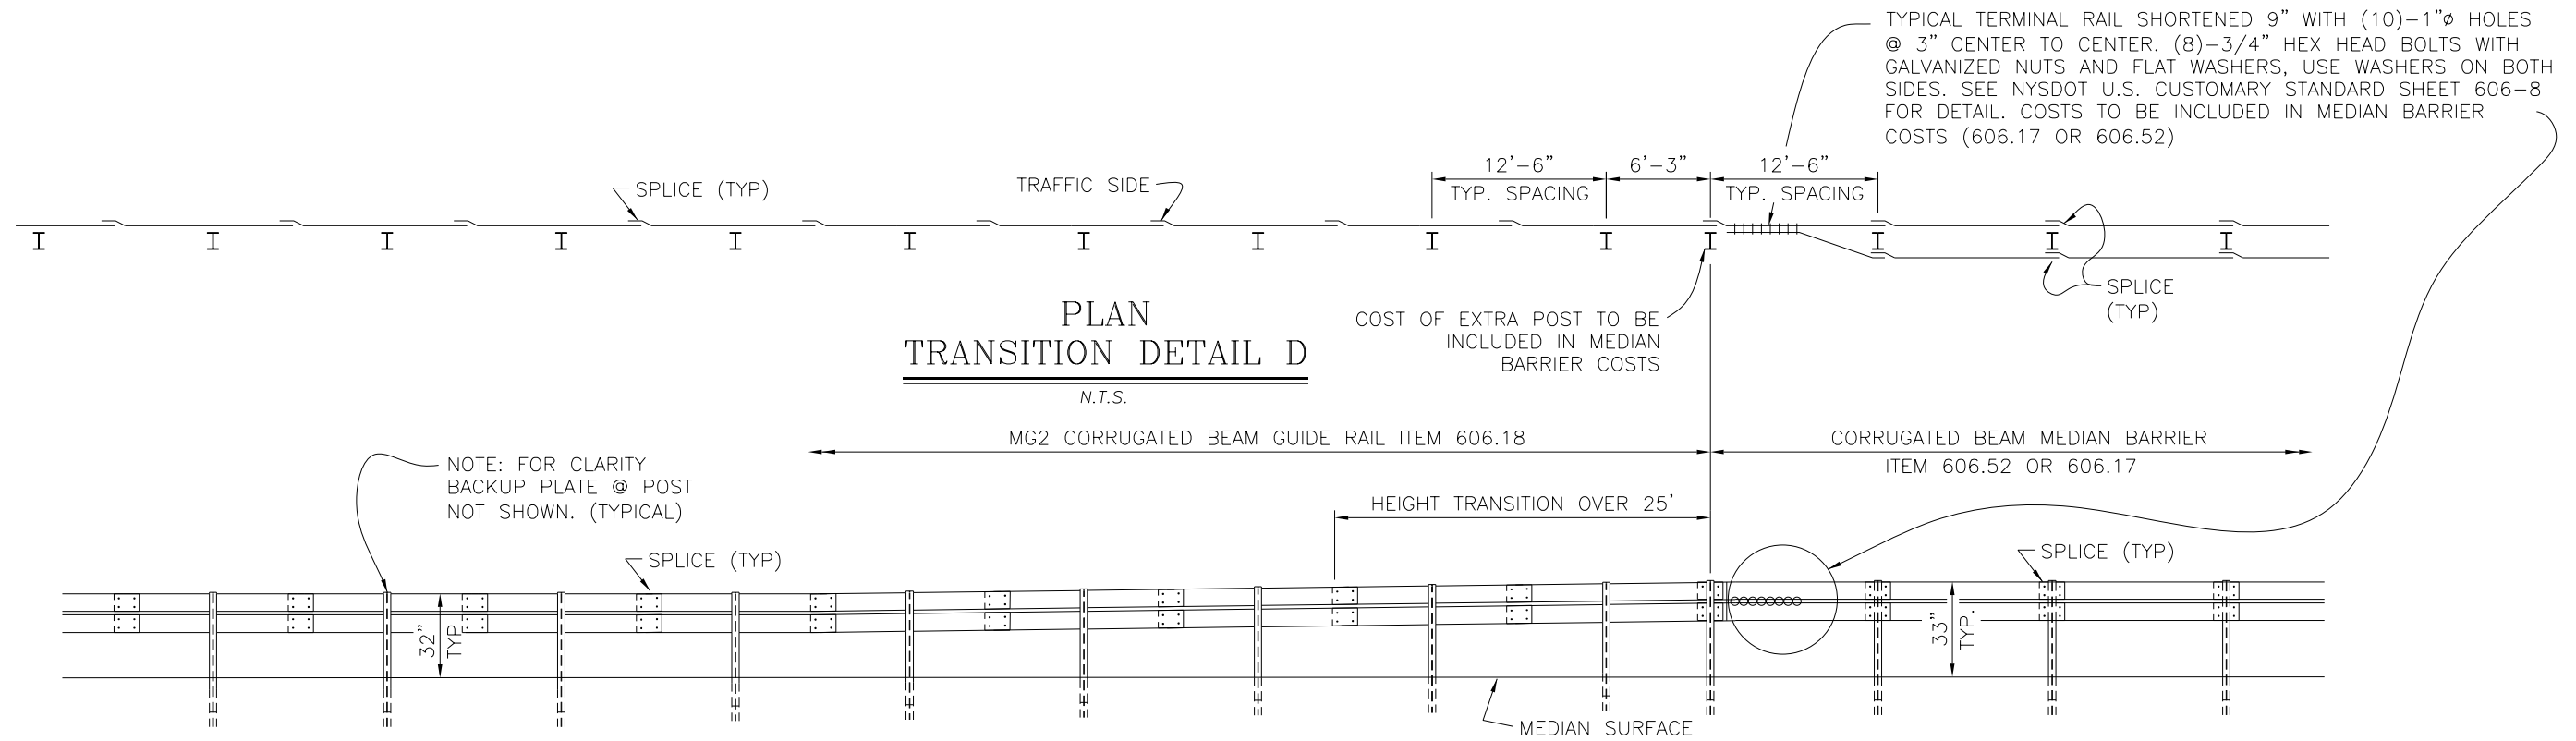 TYPICAL TERMINAL RAIL SHORTENED 9" WITH (10)-1"ø HOLES
@ 3" CENTER TO CENTER. (8)-3/4" HEX HEAD BOLTS WITH
GALVANIZED NUTS AND FLAT WASHERS, USE WASHERS ON BOTH
SIDES. SEE NYSDOT U.S. CUSTOMARY STANDARD SHEET 606-8
FOR DETAIL. COSTS TO BE INCLUDED IN MEDIAN BARRIER
COSTS (606.17 OR 606.52)
12'-6"
6'-3"
12'-6"
TYP. SPACING
TYP. SPACING
SPLICE (TYP)
TRAFFIC SIDE
SPLICE
(TYP)
PLAN
TRANSITION DETAIL D
N.T.S.
COST OF EXTRA POST TO BE
INCLUDED IN MEDIAN
BARRIER COSTS
MG2 CORRUGATED BEAM GUIDE RAIL ITEM 606.18
CORRUGATED BEAM MEDIAN BARRIER
ITEM 606.52 OR 606.17
NOTE: FOR CLARITY
BACKUP PLATE @ POST
NOT SHOWN. (TYPICAL)
HEIGHT TRANSITION OVER 25'
SPLICE (TYP)
SPLICE (TYP)
32"
TYP.
33"
TYP.
MEDIAN SURFACE